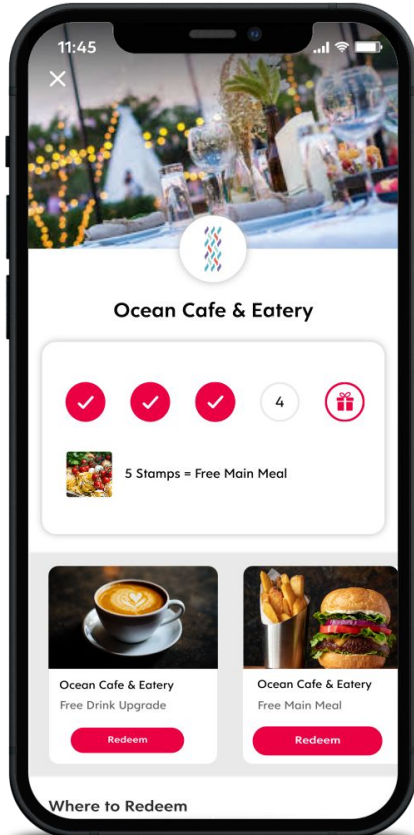 11:45
Ocean Cafe & Eatery
4
5 Stamps = Free Main Meal
Ocean Cafe & Eatery
Free Drink Upgrade
Redeem
Ocean Cafe & Eatery
Free Main Meal
Redeem
Where to Redeem